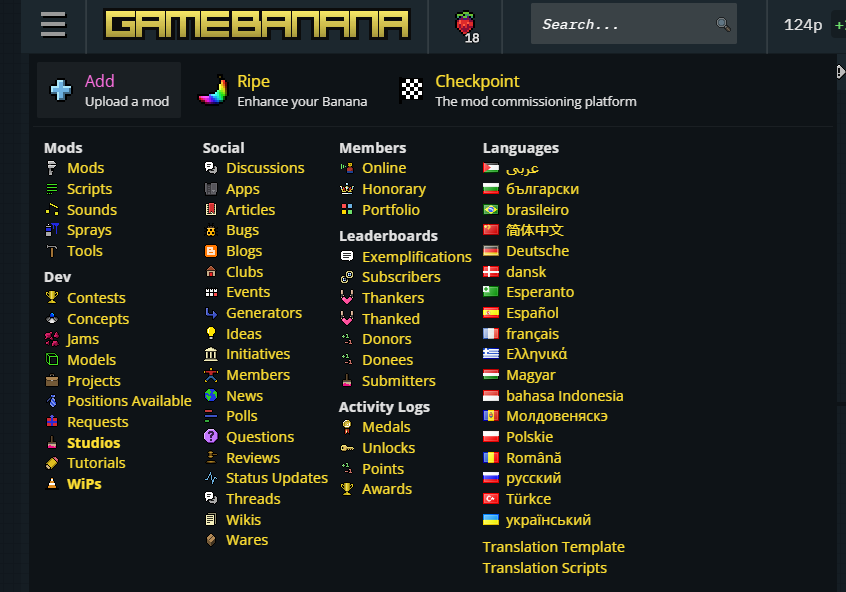 GAMEBANANA
18
Search...
124p
Add
Upload a mod
Ripe
Enhance your Banana
Checkpoint
The mod commissioning platform
Mods
Mods
Scripts
Sounds
Sprays
Tools
Dev
Contests
Concepts
Jams
Models
Projects
Positions Available
Requests
Studios
Tutorials
WiPs
Social
Discussions
Apps
Articles
Bugs
Blogs
Clubs
Events
Generators
Ideas
Initiatives
Members
News
Polls
Questions
Reviews
Status Updates
Threads
Wikis
Wares
Members
Online
Honorary
Portfolio
Leaderboards
Exemplifications
Subscribers
Thankers
Thanked
Donors
Donees
Submitters
Activity Logs
Medals
Unlocks
Points
Awards
Languages
عربى
български
brasileiro
简体中文
Deutsche
dansk
Esperanto
Español
français
Ελληνικά
Magyar
bahasa Indonesia
Молдовеняскэ
Polskie
Română
русский
Türkce
український
Translation Template
Translation Scripts